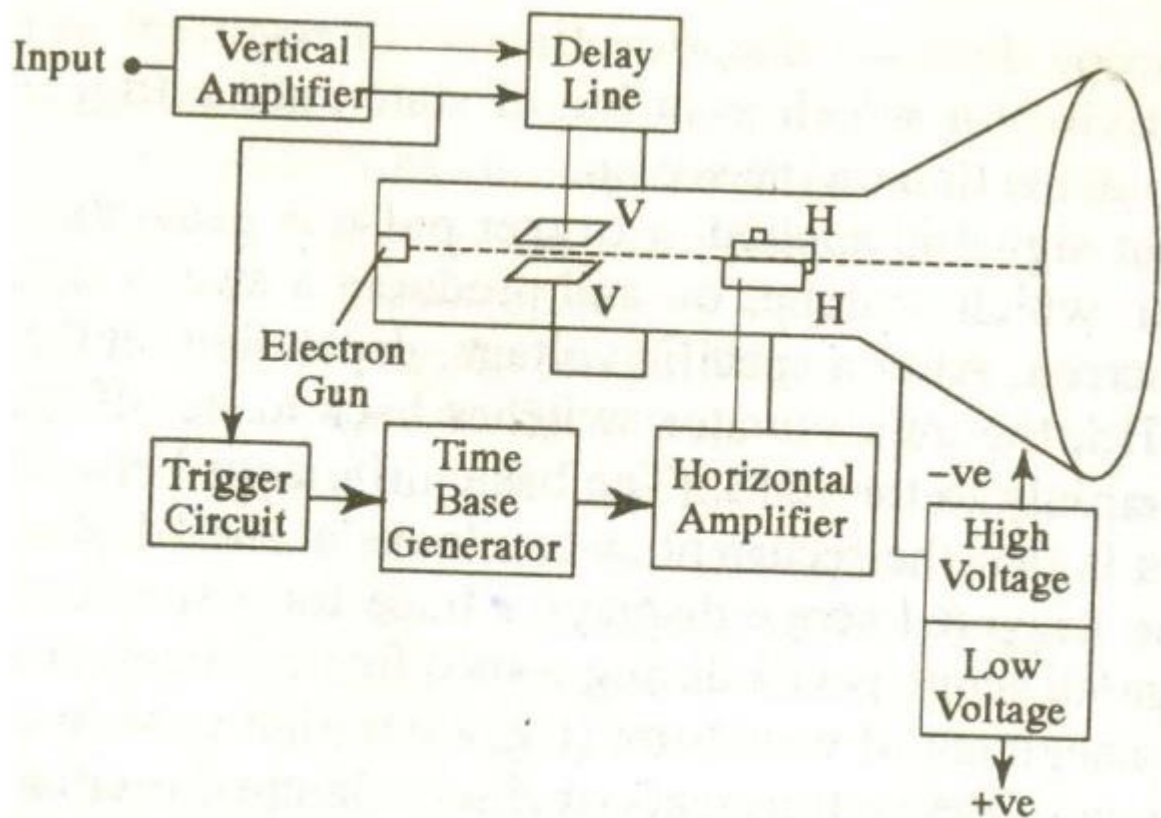 Input
Vertical
Amplifier
Delay
Line
V
H
V
H
Electron
Gun
Trigger
Circuit
Time
Base
Generator
Horizontal
Amplifier
–ve
High
Voltage
Low
Voltage
+ve